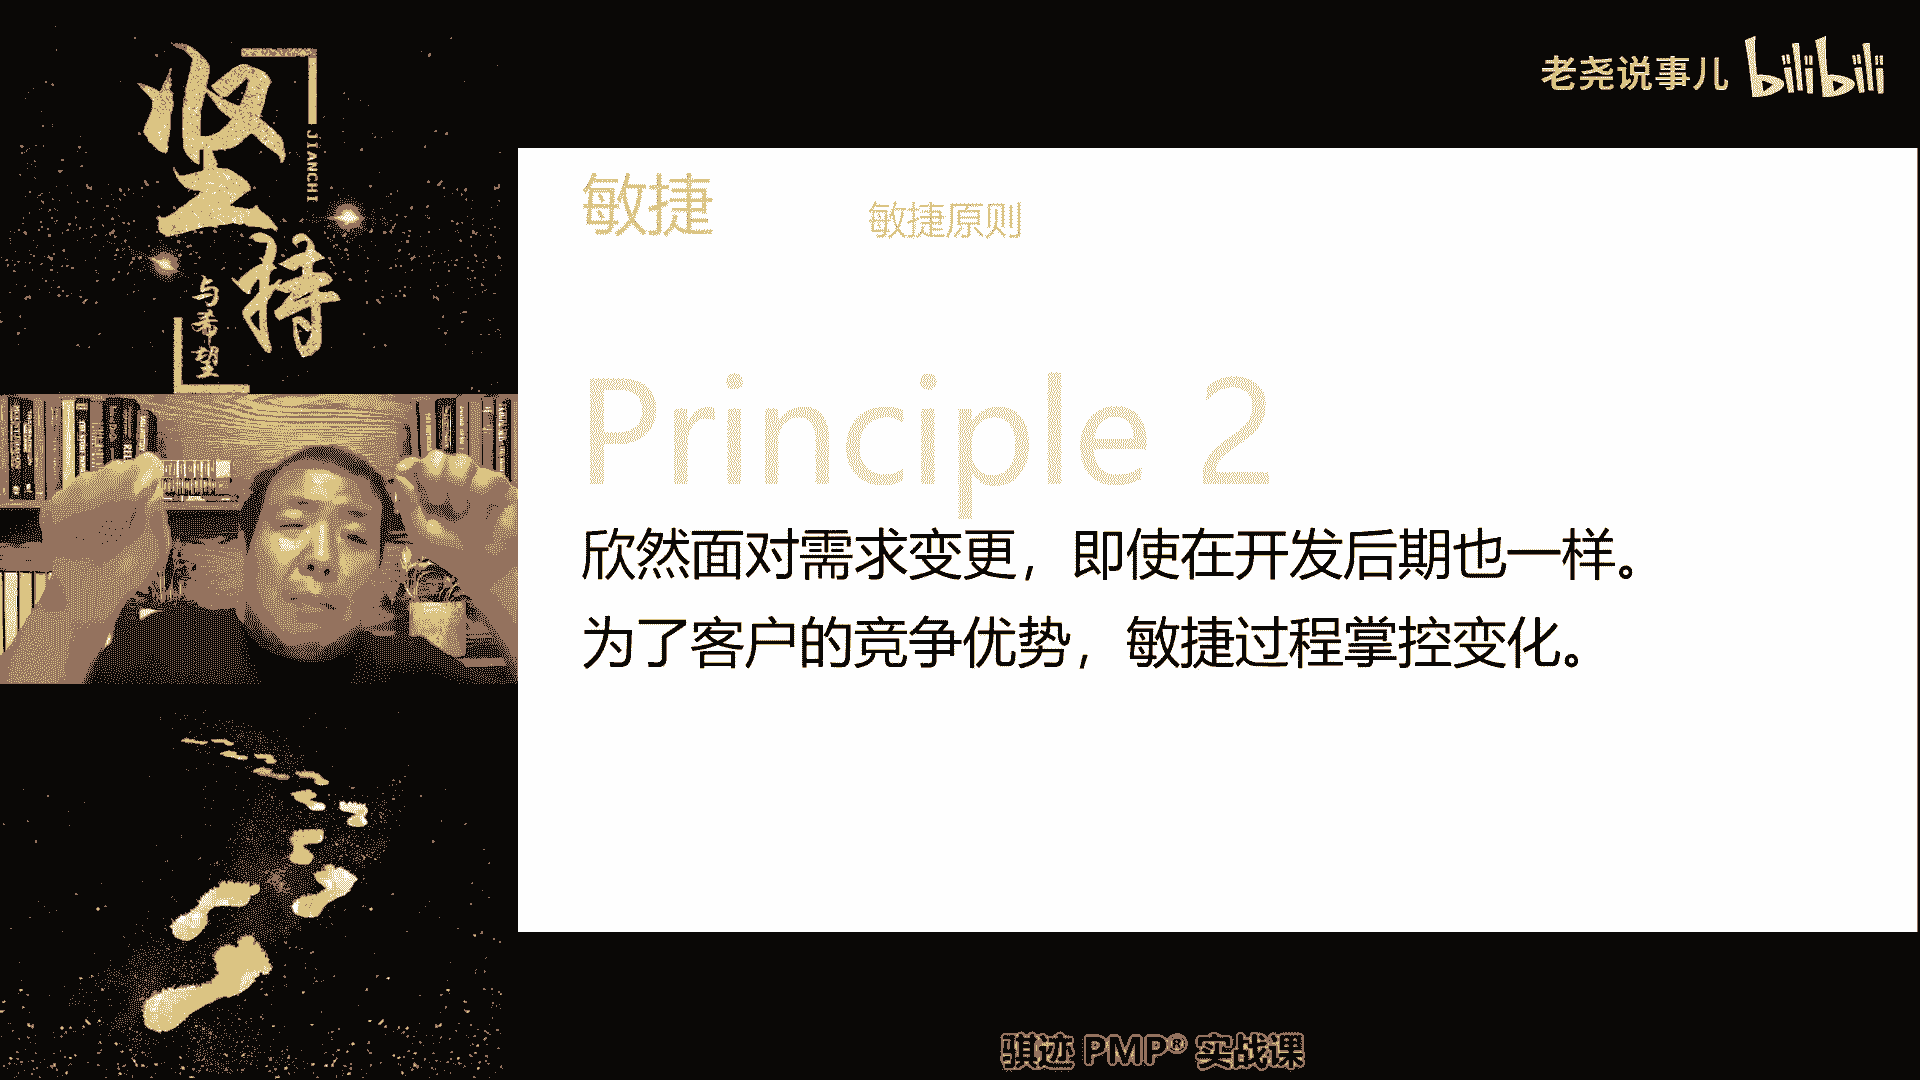 坚持
JIANCHI
与希望
老尧说事儿 bilibili
敏捷 敏捷原则
Principle 2
欣然面对需求变更，即使在开发后期也一样。
为了客户的竞争优势，敏捷过程掌控变化。
骐迹 PMP® 实战课